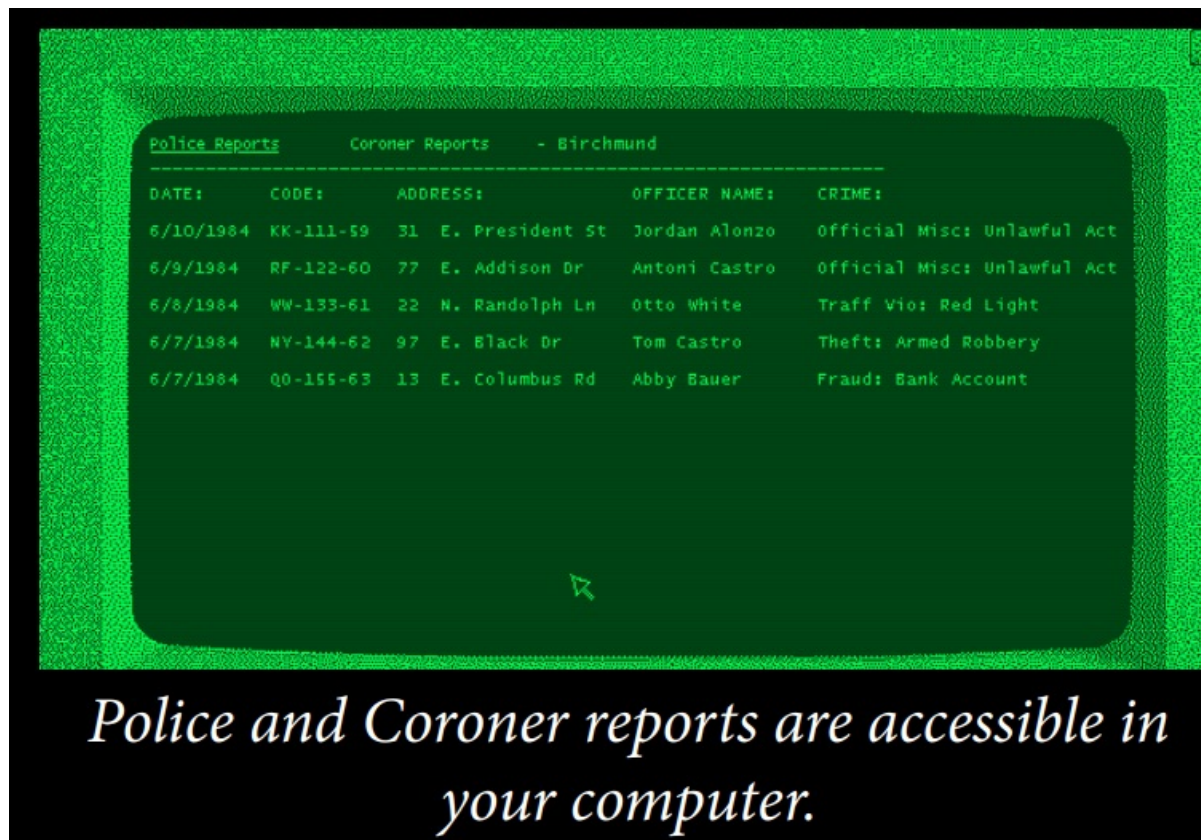 Police Reports Coroner Reports - Birchmund
DATE: CODE: ADDRESS: OFFICER NAME: CRIME:
6/10/1984 KK-111-59 31 E. President St Jordan Alonzo Official Misc: Unlawful Act
6/9/1984 RF-122-60 77 E. Addison Dr Antoni Castro Official Misc: Unlawful Act
6/8/1984 WW-133-61 22 N. Randolph Ln Otto White Traff Vio: Red Light
6/7/1984 NY-144-62 97 E. Black Dr Tom Castro Theft: Armed Robbery
6/7/1984 QO-155-63 13 E. Columbus Rd Abby Bauer Fraud: Bank Account
Police and Coroner reports are accessible in
your computer.